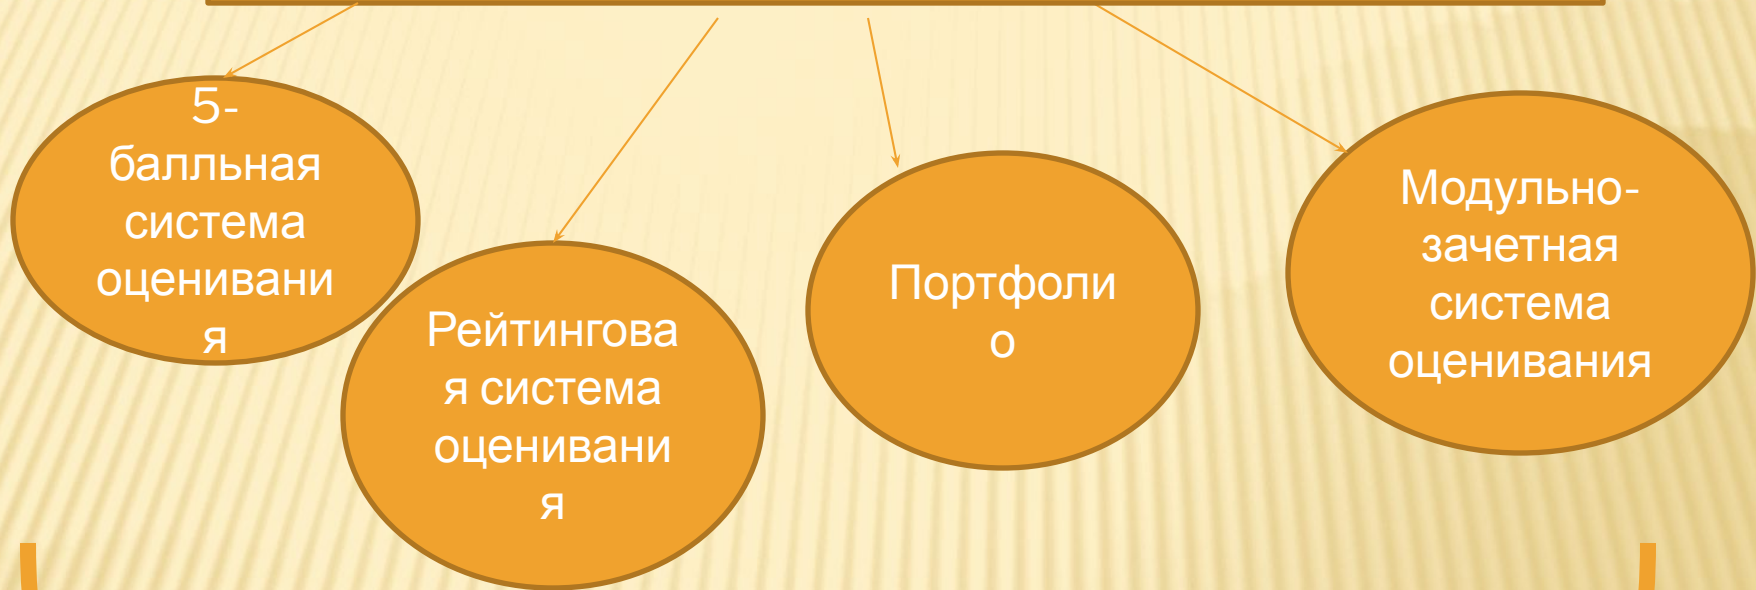 5-
балльная
система
оценивани
я
Рейтингова
я система
оценивани
я
Портфоли
о
Модульно-
зачетная
система
оценивания